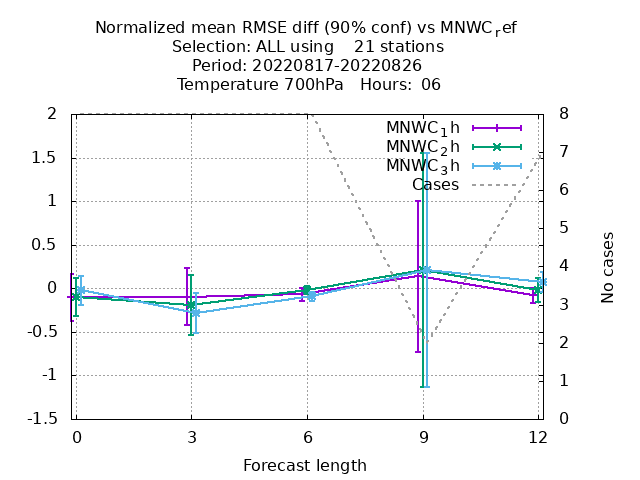 Normalized mean RMSE diff (90% conf) vs MNWC_ref
Selection: ALL using 21 stations
Period: 20220817-20220826
Temperature 700hPa Hours: 06
MNWC_1h
MNWC_2h
MNWC_3h
Cases
2
1.5
1
0.5
0
-0.5
-1
-1.5
8
7
6
5
4
3
2
1
0
No cases
0 3 6 9 12
Forecast length